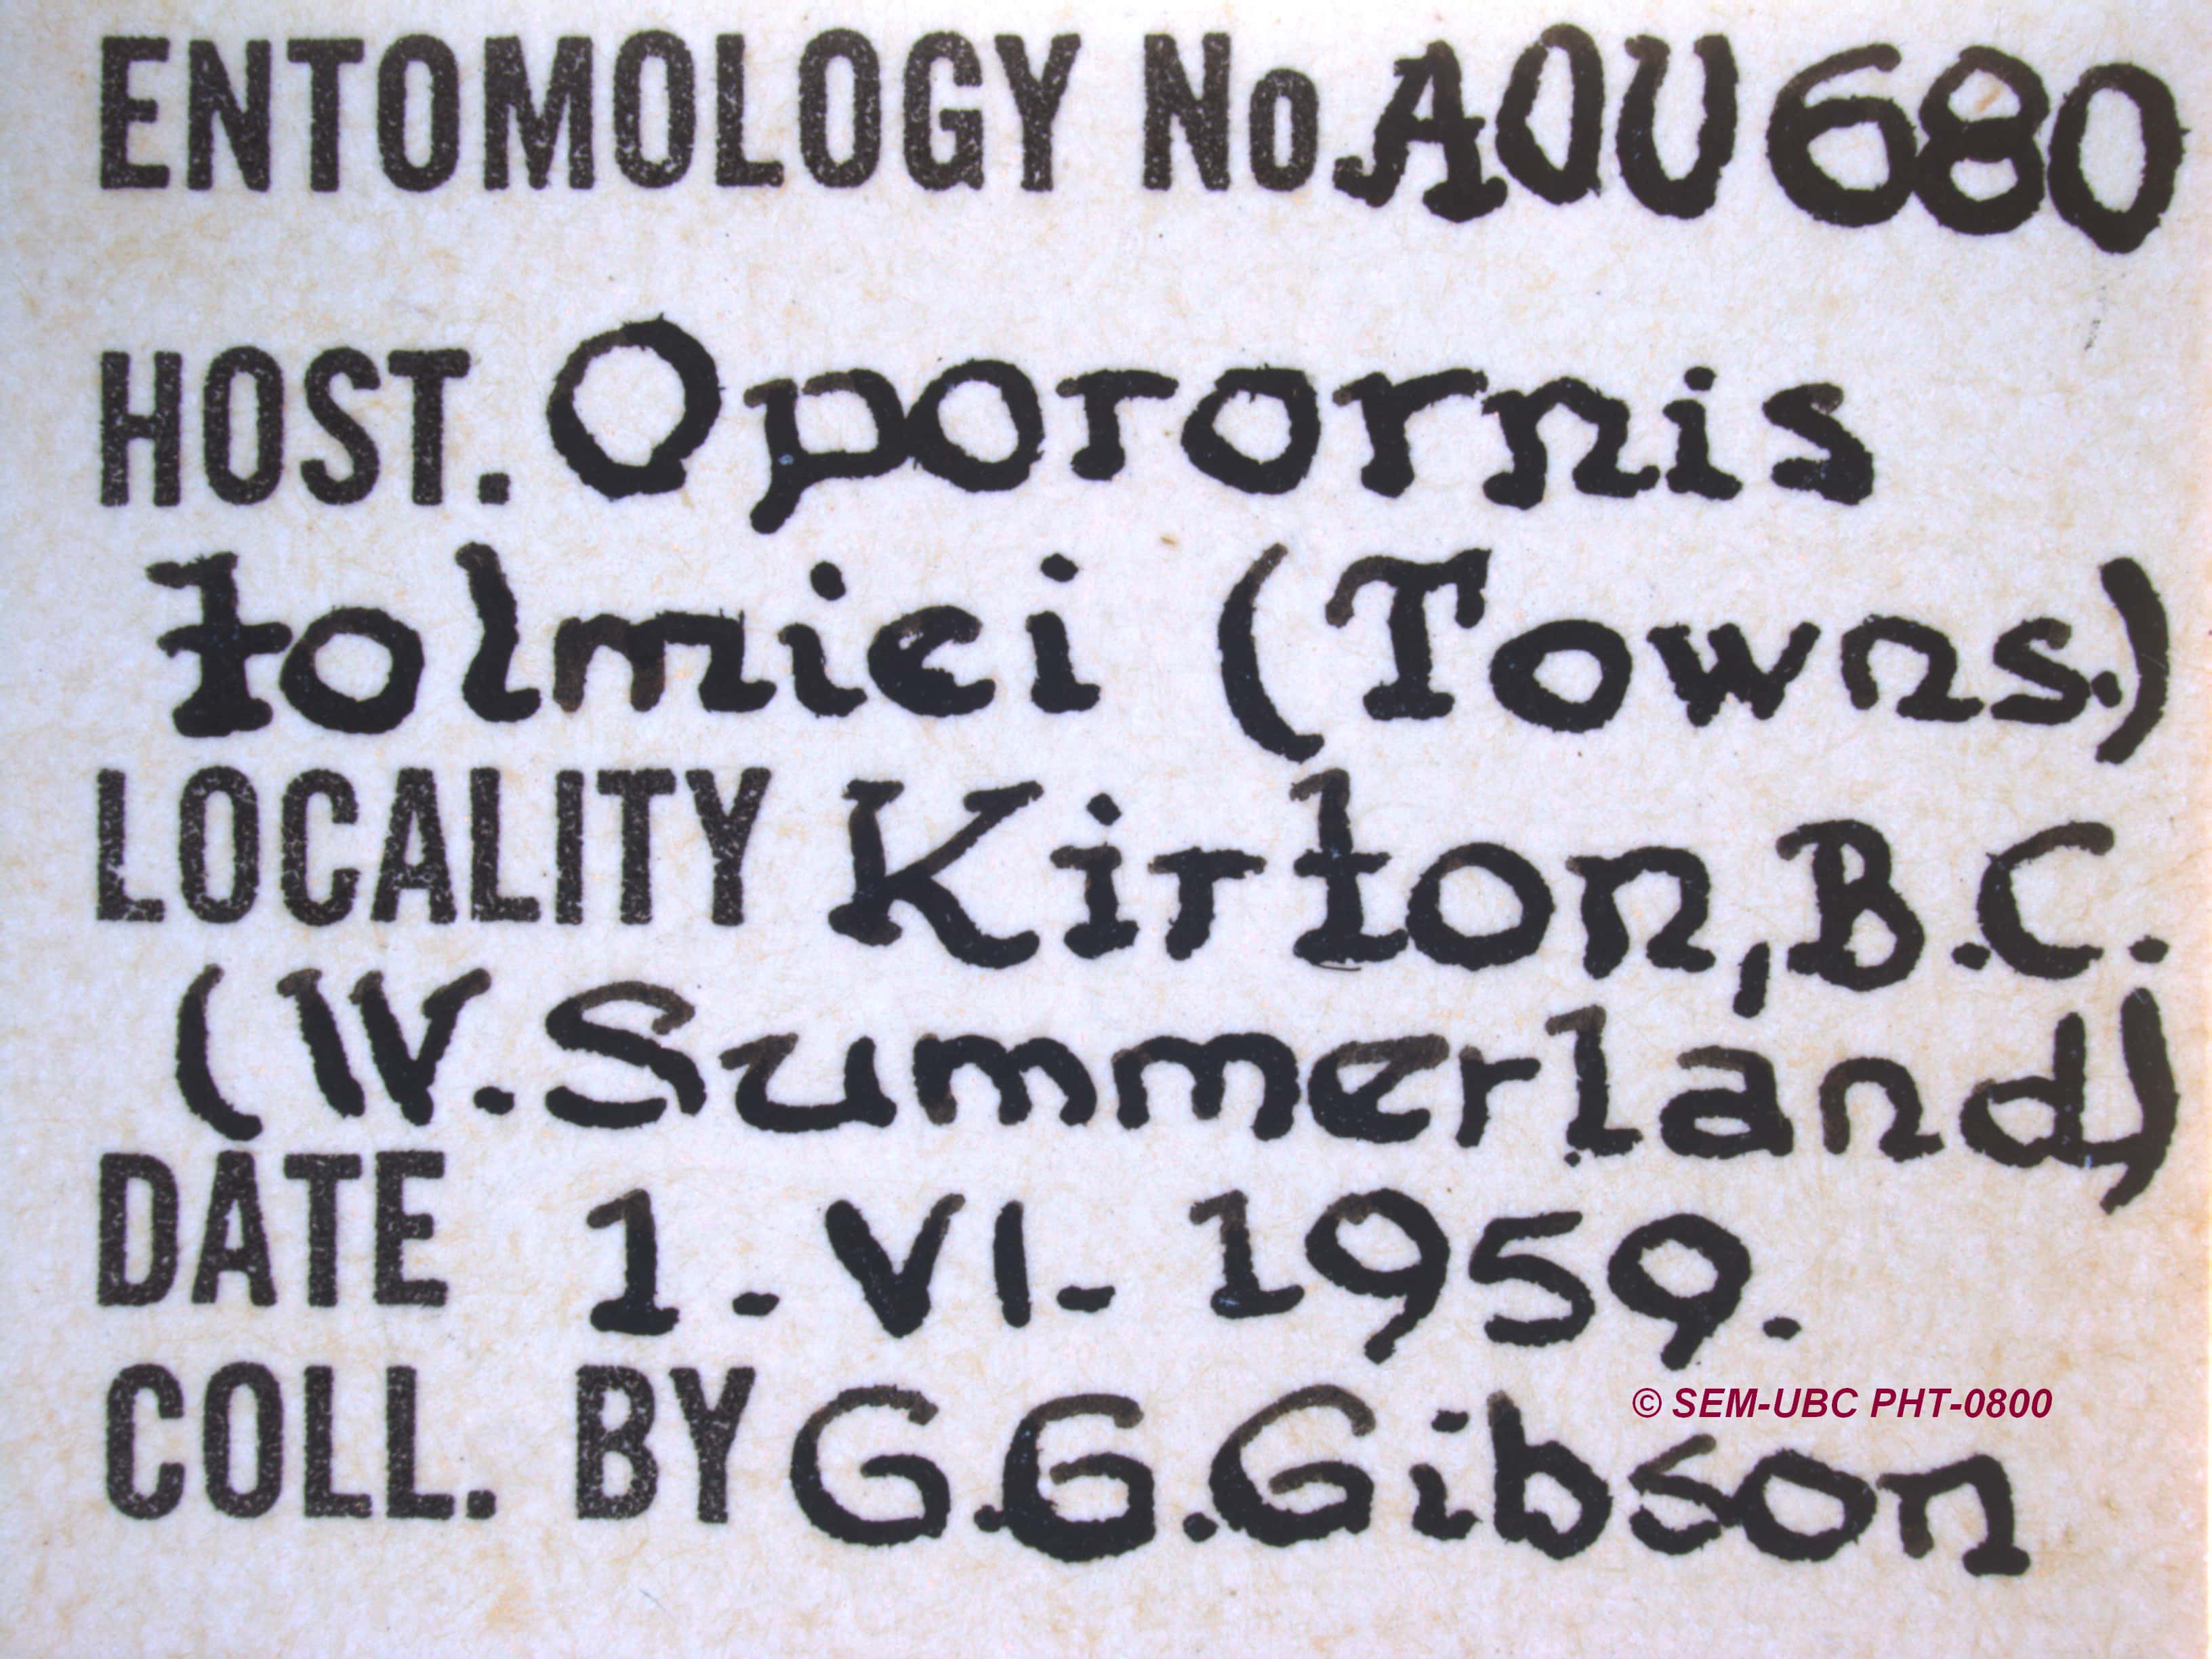 ENTOMOLOGY No. AOU 680
HOST. Oporornis
tolmiei (Towns.)
LOCALITY Kirton, B.C.
(W. Summerland)
DATE 1 - VI - 1959.
COLL. BY G.G. Gibson
© SEM-UBC PHT-0800